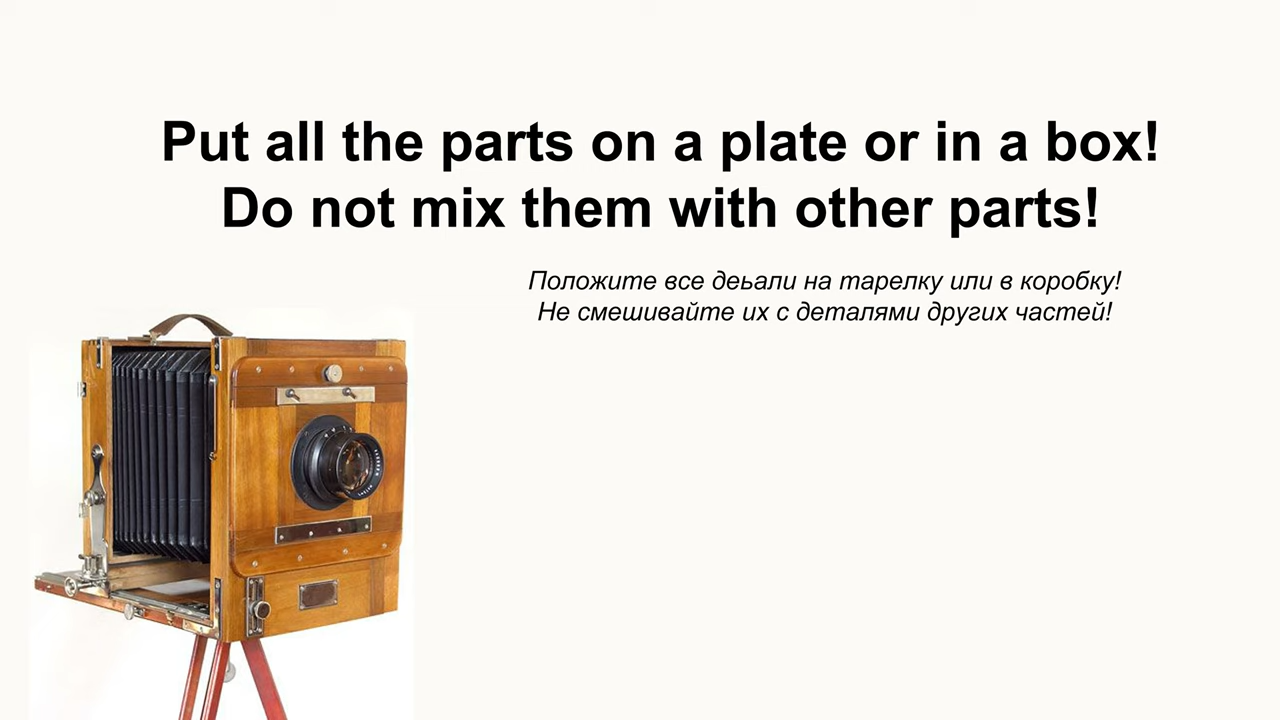 Put all the parts on a plate or in a box!
Do not mix them with other parts!
Положите все деьали на тарелку или в коробку!
Не смешивайте их с деталями других частей!